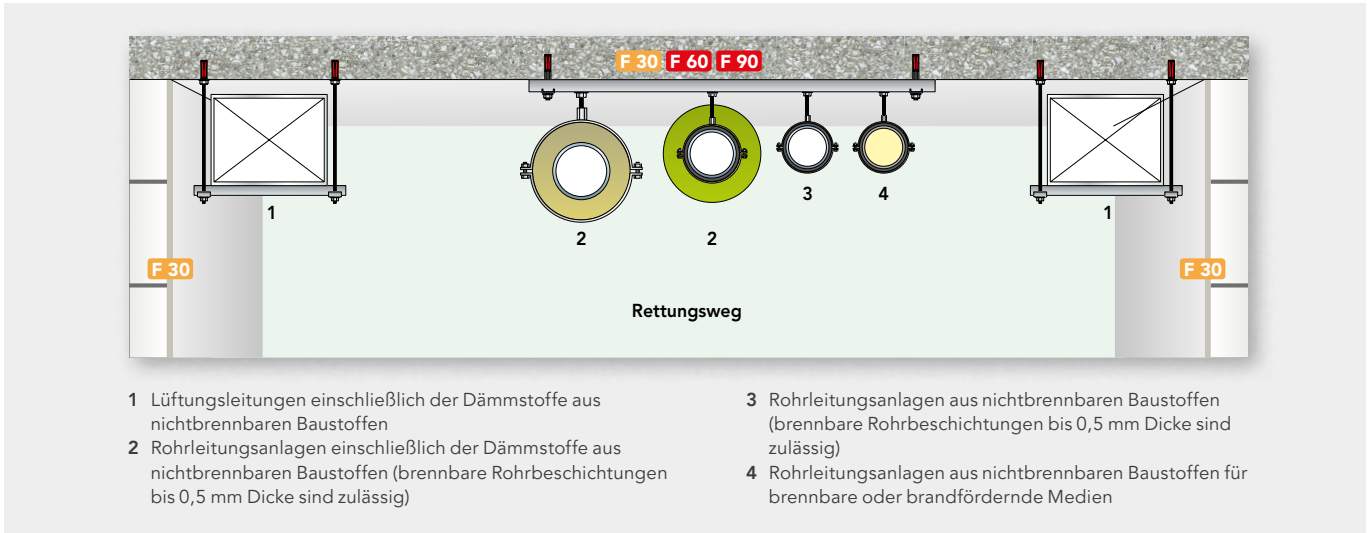 F 30 F 60 F 90
1
2
2
3
4
1
F 30
F 30
Rettungsweg
1 Lüftungsleitungen einschließlich der Dämmstoffe aus
nichtbrennbaren Baustoffen
2 Rohrleitungsanlagen einschließlich der Dämmstoffe aus
nichtbrennbaren Baustoffen (brennbare Rohrbeschichtungen
bis 0,5 mm Dicke sind zulässig)
3 Rohrleitungsanlagen aus nichtbrennbaren Baustoffen
(brennbare Rohrbeschichtungen bis 0,5 mm Dicke sind
zulässig)
4 Rohrleitungsanlagen aus nichtbrennbaren Baustoffen für
brennbare oder brandfördernde Medien